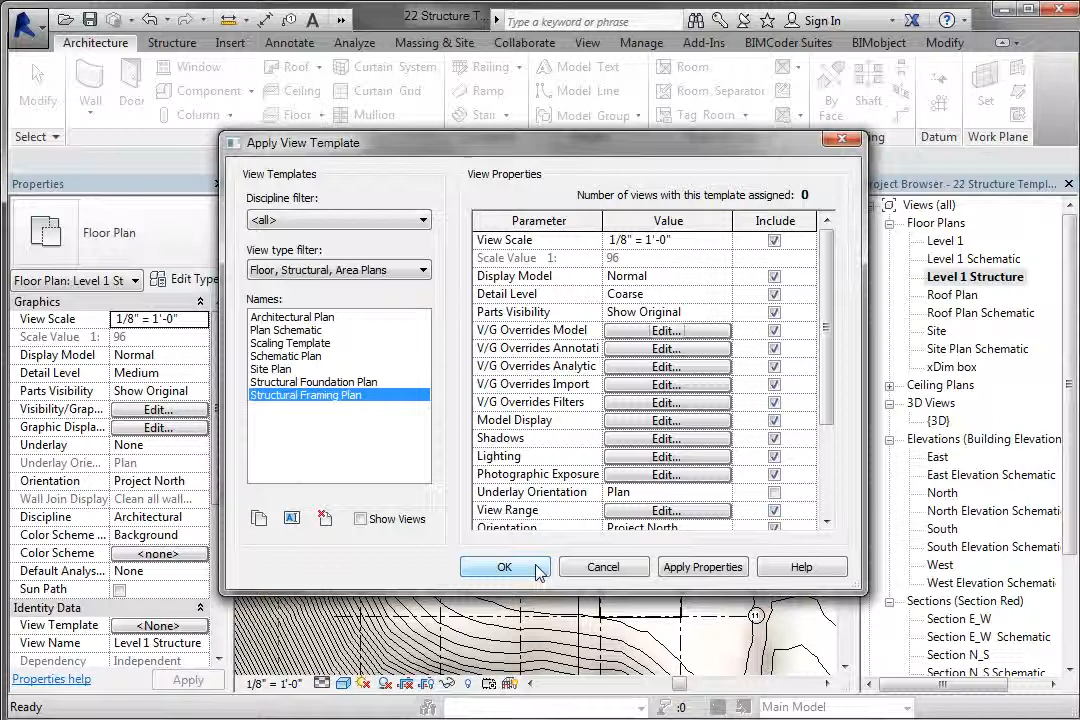 22 Structure T...
Type a keyword or phrase
Sign In
Architecture
Structure
Insert
Annotate
Analyze
Massing & Site
Collaborate
View
Manage
Add-Ins
BIMCoder Suites
BIMobject
Modify
Modify
Wall
Door
Window
Component
Column
Roof
Ceiling
Floor
Curtain System
Curtain Grid
Mullion
Railing
Ramp
Stair
Model Text
Model Line
Model Group
Room
Room Separator
Tag Room
By
Face
Shaft
Set
Select
Datum
Work Plane
Properties
Floor Plan
Floor Plan: Level 1 St
Edit Type
Graphics
View Scale 1/8" = 1'-0"
Scale Value 1: 96
Display Model Normal
Detail Level Medium
Parts Visibility Show Original
Visibility/Grap... Edit...
Graphic Displa... Edit...
Underlay None
Underlay Orie... Plan
Orientation Project North
Wall Join Display Clean all wall...
Discipline Architectural
Color Scheme ... Background
Color Scheme <none>
Default Analys... None
Sun Path
Identity Data
View Template <None>
View Name Level 1 Structure
Dependency Independent
Properties help
Apply
Apply View Template
View Templates
Discipline filter:
<all>
View type filter:
Floor, Structural, Area Plans
Names:
Architectural Plan
Plan Schematic
Scaling Template
Schematic Plan
Site Plan
Structural Foundation Plan
Structural Framing Plan
Show Views
View Properties
Number of views with this template assigned: 0
Parameter Value Include
View Scale 1/8" = 1'-0"
Scale Value 1: 96
Display Model Normal
Detail Level Coarse
Parts Visibility Show Original
V/G Overrides Model Edit...
V/G Overrides Annotati Edit...
V/G Overrides Analytic Edit...
V/G Overrides Import Edit...
V/G Overrides Filters Edit...
Model Display Edit...
Shadows Edit...
Lighting Edit...
Photographic Exposure Edit...
Underlay Orientation Plan
View Range Edit...
Orientation Project North
OK
Cancel
Apply Properties
Help
roject Browser - 22 Structure Templ...
Views (all)
Floor Plans
Level 1
Level 1 Schematic
Level 1 Structure
Roof Plan
Roof Plan Schematic
Site
Site Plan Schematic
xDim box
Ceiling Plans
3D Views
{3D}
Elevations (Building Elevation
East
East Elevation Schematic
North
North Elevation Schemati
South
South Elevation Schemati
West
West Elevation Schematic
Sections (Section Red)
Section E_W
Section E_W Schematic
Section N_S
Section N_S Schematic
1/8" = 1'-0"
Ready
:0
Main Model